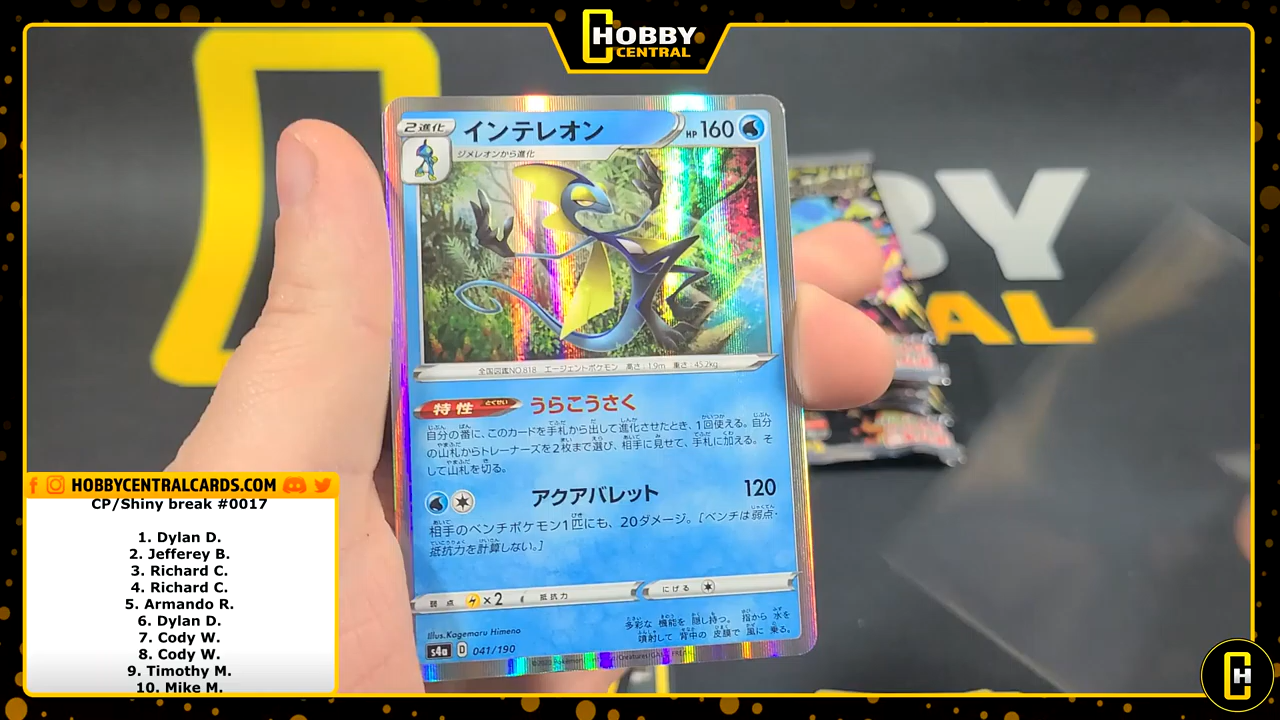 HOBBY
CENTRAL
BY
AL
2進化
インテレオン
HP 160
ジメレオンから進化
全国図鑑NO.818 エージェントポケモン 高さ:1.9m 重さ:45.2kg
特性 とくせい うらこうさく
自分の番に、このカードを手札から出して進化させたとき、1回使える。自分
の山札からトレーナーズを2枚まで選び、相手に見せて、手札に加える。そ
して山札を切る。
アクアバレット 120
相手のベンチポケモン1匹にも、20ダメージ。[ベンチは弱点・
抵抗力を計算しない。]
弱点 ×2 抵抗力 にげる
Illus.Kagemaru Himeno
多彩な機能を隠し持つ。指から水を
噴射して背中の皮膜で風に乗る。
s4a D 041/190
HOBBYCENTRALCARDS.COM
CP/Shiny break #0017
1. Dylan D.
2. Jefferey B.
3. Richard C.
4. Richard C.
5. Armando R.
6. Dylan D.
7. Cody W.
8. Cody W.
9. Timothy M.
10. Mike M.
CH